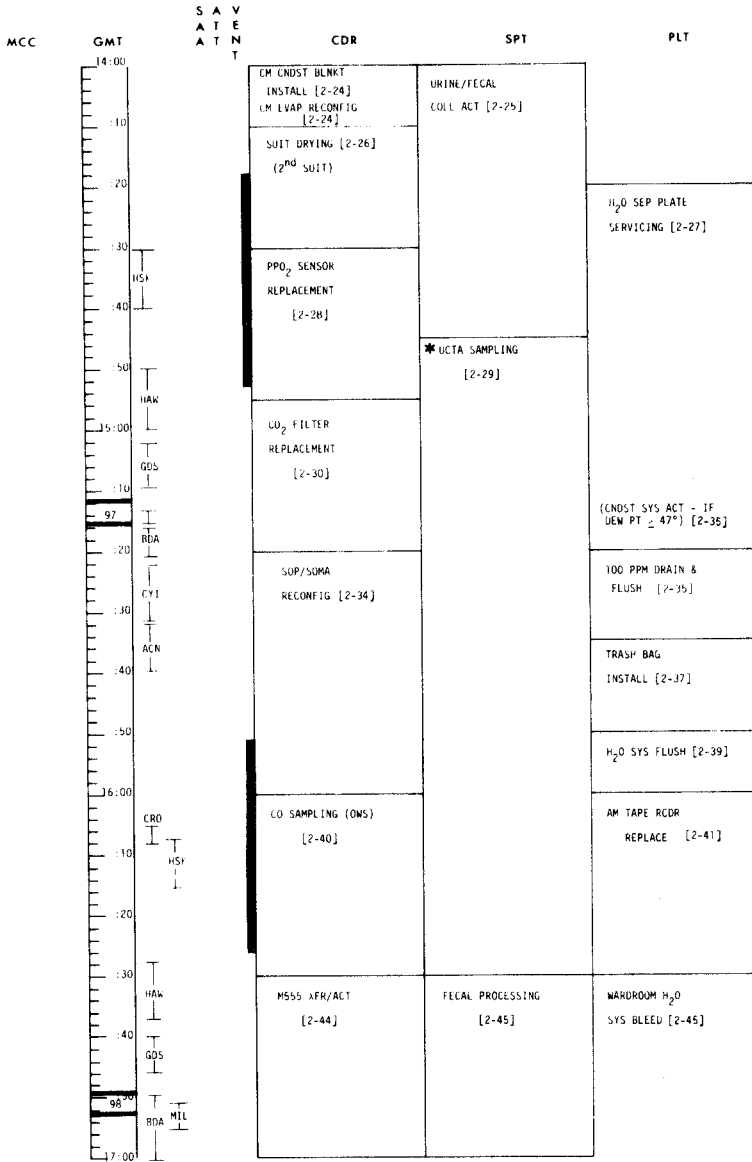 S A V
A T E
A T N
T
MCC GMT CDR SPT PLT
14:00
:10
:20
:30
:40
:50
15:00
:10
97
:20
:30
:40
:50
16:00
:10
:20
:30
:40
:50
98
17:00
HSK
HAW
GDS
BDA
CYI
ACN
CRO
HSK
HAW
GDS
BDA
MIL
CM CNDST BLNKT
INSTALL [2-24]
CM EVAP RECONFIG
[2-24]
SUIT DRYING [2-26]
(2nd SUIT)
PPO2 SENSOR
REPLACEMENT
[2-28]
CO2 FILTER
REPLACEMENT
[2-30]
SOP/SOMA
RECONFIG [2-34]
CO SAMPLING (OWS)
[2-40]
M555 XFR/ACT
[2-44]
URINE/FECAL
COLL ACT [2-25]
* UCTA SAMPLING
[2-29]
FECAL PROCESSING
[2-45]
H2O SEP PLATE
SERVICING [2-27]
(CNDST SYS ACT - IF
DEW PT ≥ 47°) [2-35]
100 PPM DRAIN &
FLUSH [2-35]
TRASH BAG
INSTALL [2-37]
H2O SYS FLUSH [2-39]
AM TAPE RCDR
REPLACE [2-41]
WARDROOM H2O
SYS BLEED [2-45]